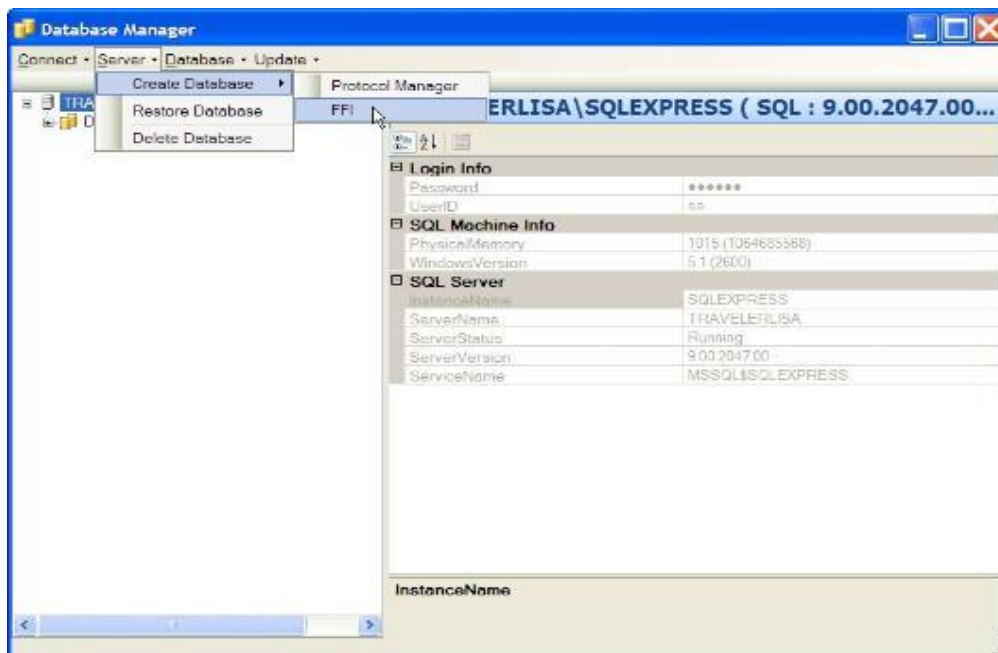 Database Manager
Connect Server Database Update
Create Database
Protocol Manager
Restore Database
FFI
Delete Database
TRA
D
ERLISA\SQLEXPRESS ( SQL : 9.00.2047.00...
Login Info
Password ●●●●●●
UserID sa
SQL Machine Info
PhysicalMemory 1015 (1064685568)
WindowsVersion 5.1 (2600)
SQL Server
InstanceName SQLEXPRESS
ServerName TRAVELERLISA
ServerStatus Running
ServerVersion 9.00.2047.00
ServiceName MSSQL$SQLEXPRESS
InstanceName